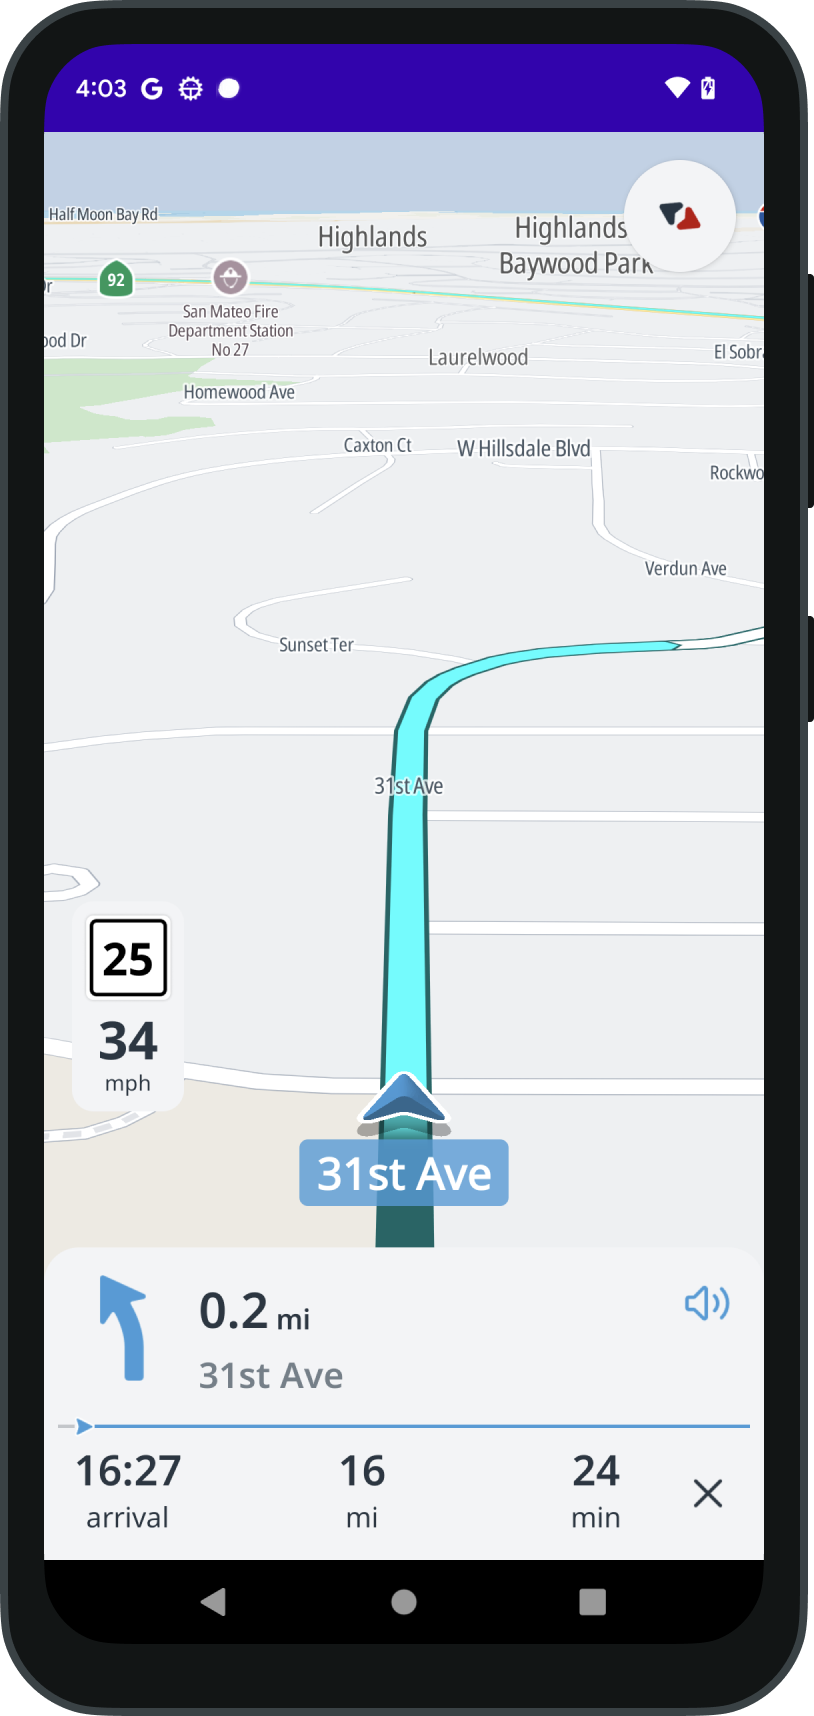 4:03
Half Moon Bay Rd
Highlands
Highlands
Baywood Park
92
San Mateo Fire
Department Station
No 27
ood Dr
Laurelwood
El Sobr
Homewood Ave
Caxton Ct
W Hillsdale Blvd
Rockwo
Verdun Ave
Sunset Ter
31st Ave
25
34
mph
31st Ave
0.2 mi
31st Ave
16:27
arrival
16
mi
24
min